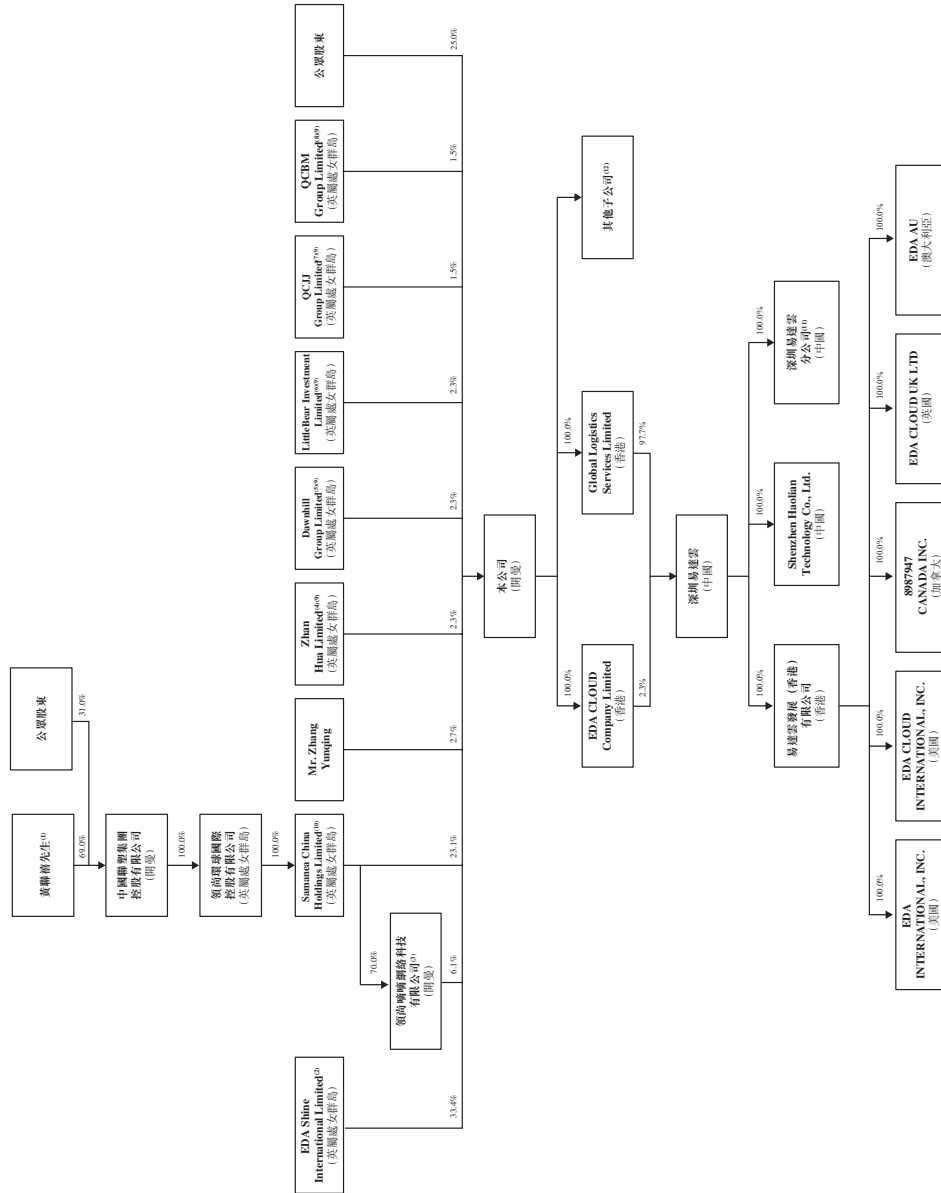 黃聯禧先生(1)
公眾股東
69.0%
31.0%
中國聯塑集團
控股有限公司
(開曼)
100.0%
領尚環球國際
控股有限公司
(英屬處女群島)
100.0%
EDA Shine
International Limited(2)
(英屬處女群島)
Samanea China
Holdings Limited(10)
(英屬處女群島)
Mr. Zhang
Yunqing
Zhan
Hua Limited(4)(9)
(英屬處女群島)
Dawnhill
Group Limited(5)(9)
(英屬處女群島)
LittleBear Investment
Limited(6)(9)
(英屬處女群島)
QCJJ
Group Limited(7)(9)
(英屬處女群島)
QCBM
Group Limited(8)(9)
(英屬處女群島)
公眾股東
70.0%
領尚嘀嘀網絡科技
有限公司(3)
(開曼)
33.4%
6.1%
23.1%
2.7%
2.3%
2.3%
2.3%
1.5%
1.5%
25.0%
本公司
(開曼)
100.0%
100.0%
EDA CLOUD
Company Limited
(香港)
Global Logistics
Services Limited
(香港)
其他子公司(12)
2.3%
97.7%
深圳易達雲
(中國)
100.0%
100.0%
100.0%
易達雲發展 (香港)
有限公司
(香港)
Shenzhen Haolian
Technology Co., Ltd.
(中國)
深圳易達雲
分公司(11)
(中國)
100.0%
100.0%
100.0%
100.0%
100.0%
EDA
INTERNATIONAL, INC.
(美國)
EDA CLOUD
INTERNATIONAL, INC.
(美國)
8987947
CANADA INC.
(加拿大)
EDA CLOUD UK LTD
(英國)
EDA AU
(澳大利亞)